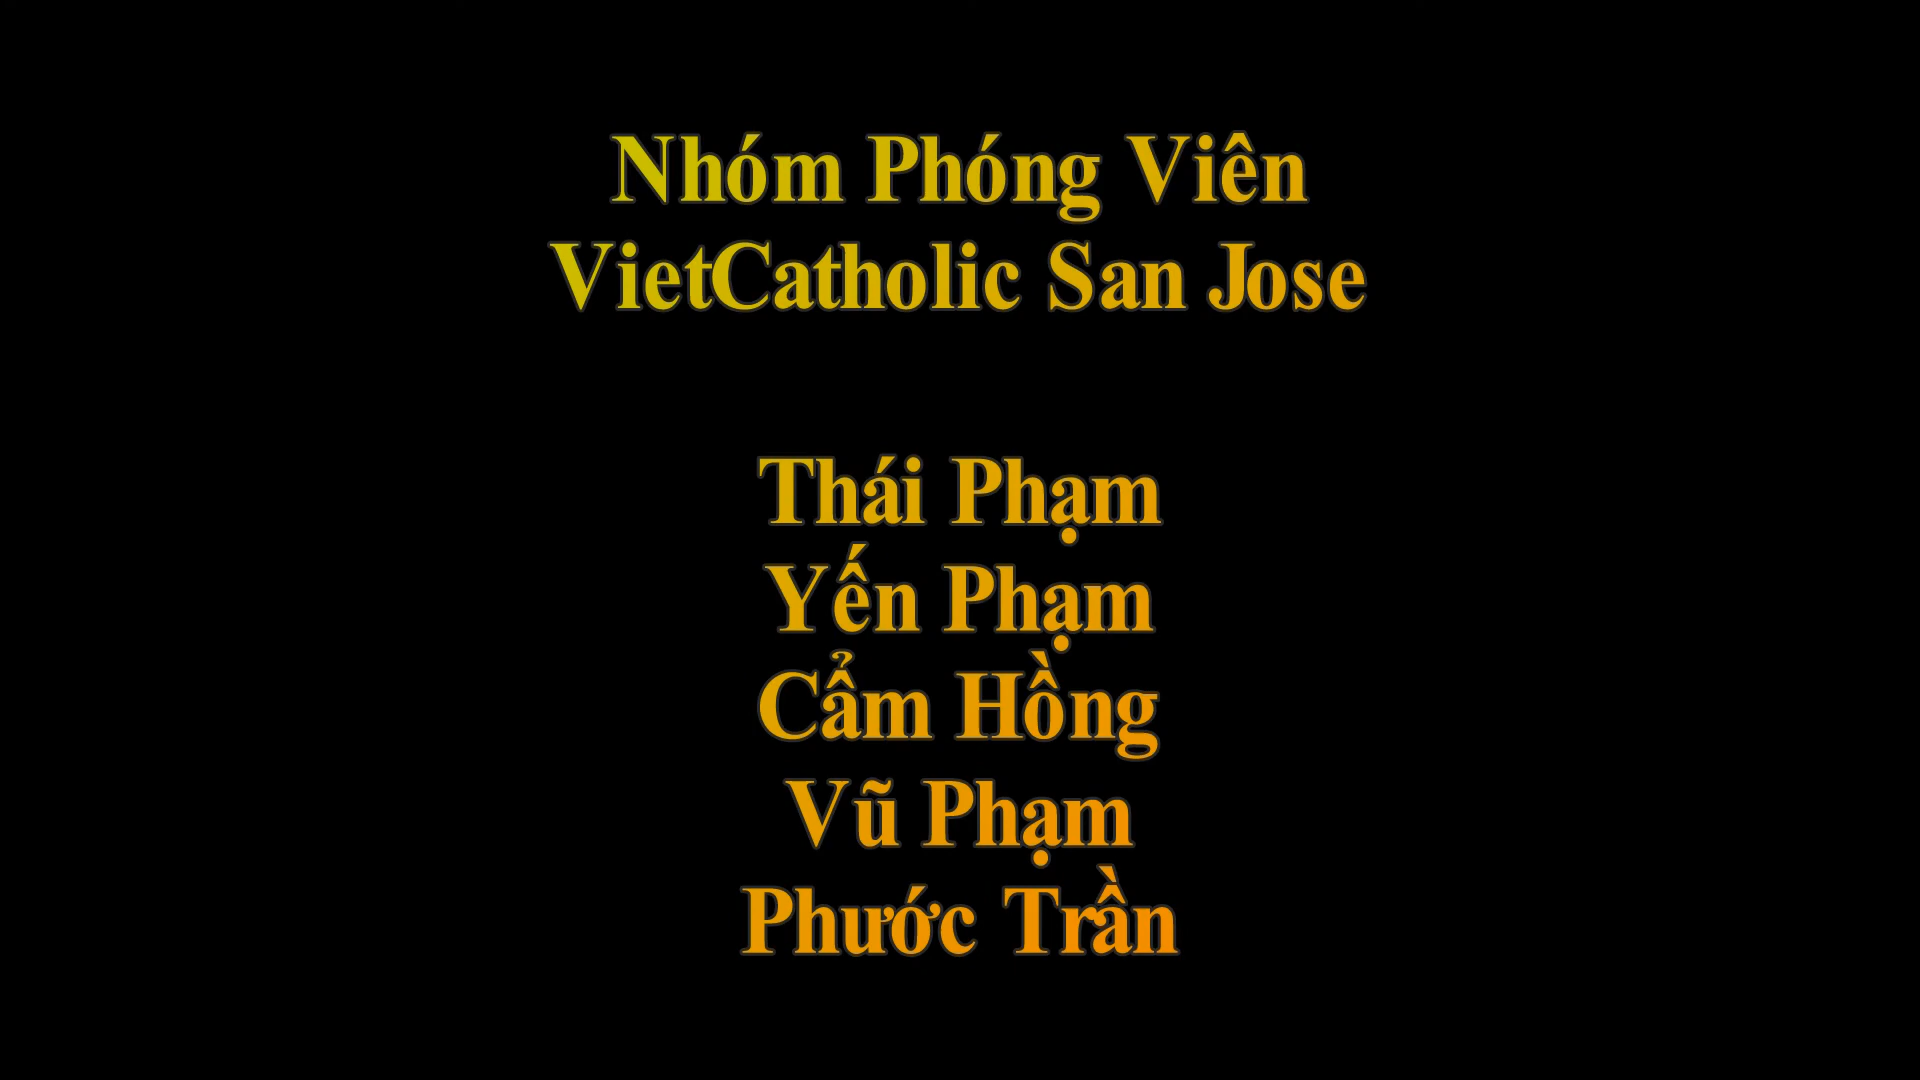 Nhóm Phóng Viên
VietCatholic San Jose
Thái Phạm
Yến Phạm
Cẩm Hồng
Vũ Phạm
Phước Trần